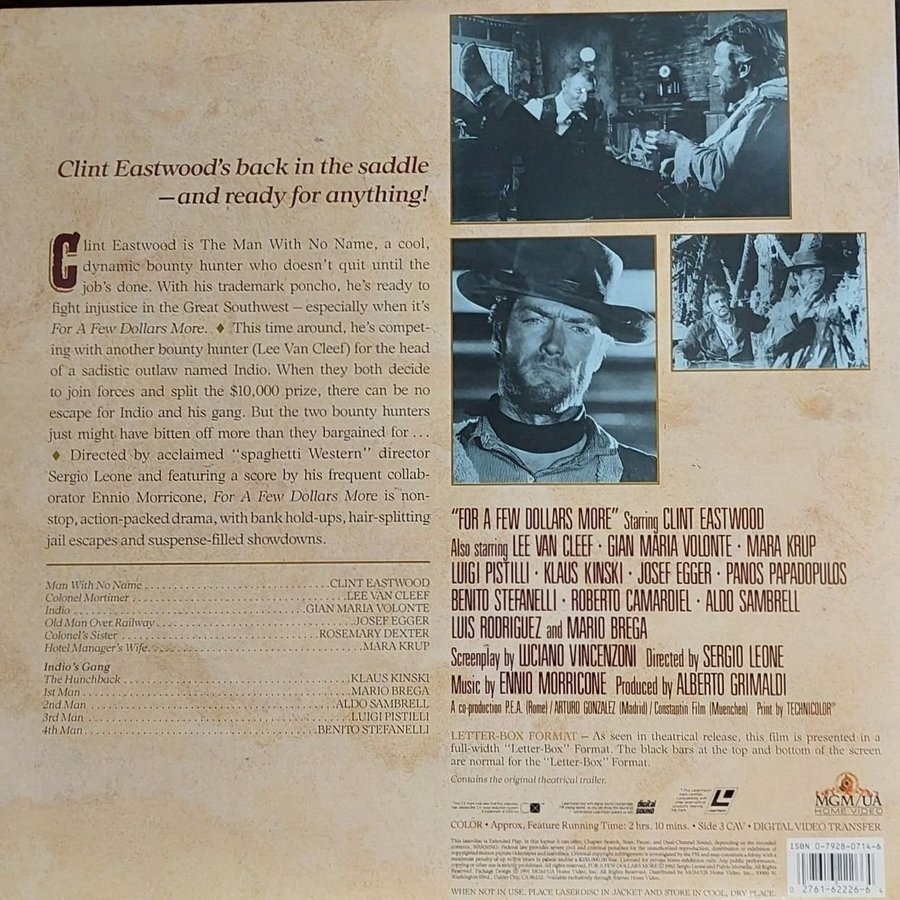 Clint Eastwood's back in the saddle
—and ready for anything!
Clint Eastwood is The Man With No Name, a cool,
dynamic bounty hunter who doesn't quit until the
job's done. With his trademark poncho, he's ready to
fight injustice in the Great Southwest – especially when it's
For A Few Dollars More. ♦ This time around, he's compet-
ing with another bounty hunter (Lee Van Cleef) for the head
of a sadistic outlaw named Indio. When they both decide
to join forces and split the $10,000 prize, there can be no
escape for Indio and his gang. But the two bounty hunters
just might have bitten off more than they bargained for ...
♦ Directed by acclaimed "spaghetti Western" director
Sergio Leone and featuring a score by his frequent collab-
orator Ennio Morricone, For A Few Dollars More is non-
stop, action-packed drama, with bank hold-ups, hair-splitting
jail escapes and suspense-filled showdowns.
Man With No Name ... CLINT EASTWOOD
Colonel Mortimer ... LEE VAN CLEEF
Indio ... GIAN MARIA VOLONTE
Old Man Over Railway ... JOSEF EGGER
Colonel's Sister ... ROSEMARY DEXTER
Hotel Manager's Wife ... MARA KRUP
Indio's Gang
The Hunchback ... KLAUS KINSKI
1st Man ... MARIO BREGA
2nd Man ... ALDO SAMBRELL
3rd Man ... LUIGI PISTILLI
4th Man ... BENITO STEFANELLI
"FOR A FEW DOLLARS MORE" Starring CLINT EASTWOOD
Also starring LEE VAN CLEEF · GIAN MARIA VOLONTE · MARA KRUP
LUIGI PISTILLI · KLAUS KINSKI · JOSEF EGGER · PANOS PAPADOPULOS
BENITO STEFANELLI · ROBERTO CAMARDIEL · ALDO SAMBRELL
LUIS RODRIGUEZ and MARIO BREGA
Screenplay by LUCIANO VINCENZONI Directed by SERGIO LEONE
Music by ENNIO MORRICONE Produced by ALBERTO GRIMALDI
A co-production P.E.A. (Rome)/ARTURO GONZALEZ (Madrid)/Constantin Film (Muenchen) Print by TECHNICOLOR®
LETTER-BOX FORMAT – As seen in theatrical release, this film is presented in a
full-width "Letter-Box" Format. The black bars at the top and bottom of the screen
are normal for the "Letter-Box" Format.
Contains the original theatrical trailer.
digital SOUND
MGM/UA
HOME VIDEO
COLOR • Approx. Feature Running Time: 2 hrs. 10 mins. • Side 3 CAV • DIGITAL VIDEO TRANSFER
ISBN 0-7928-0714-6
0 2761-62226-6 4
WHEN NOT IN USE, PLACE LASERDISC IN JACKET AND STORE IN COOL, DRY PLACE.